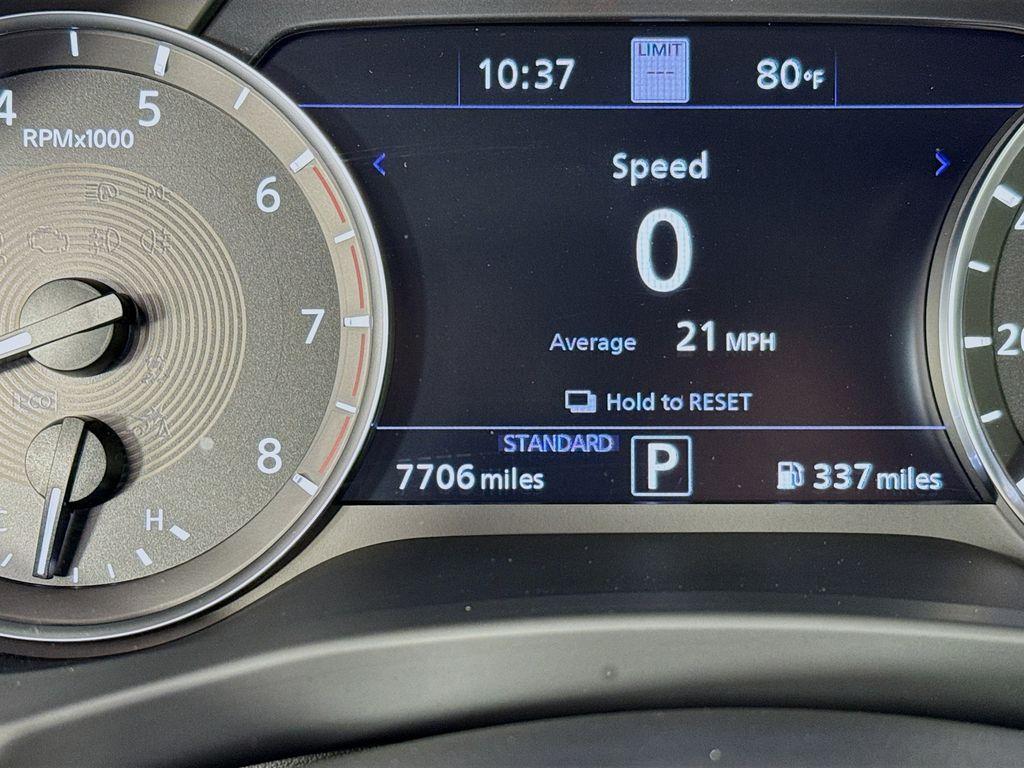 10:37
LIMIT
---
80°F
4
5
RPMx1000
6
7
8
ECO
H
< Speed >
0
Average 21 MPH
Hold to RESET
STANDARD
7706 miles
P
337 miles